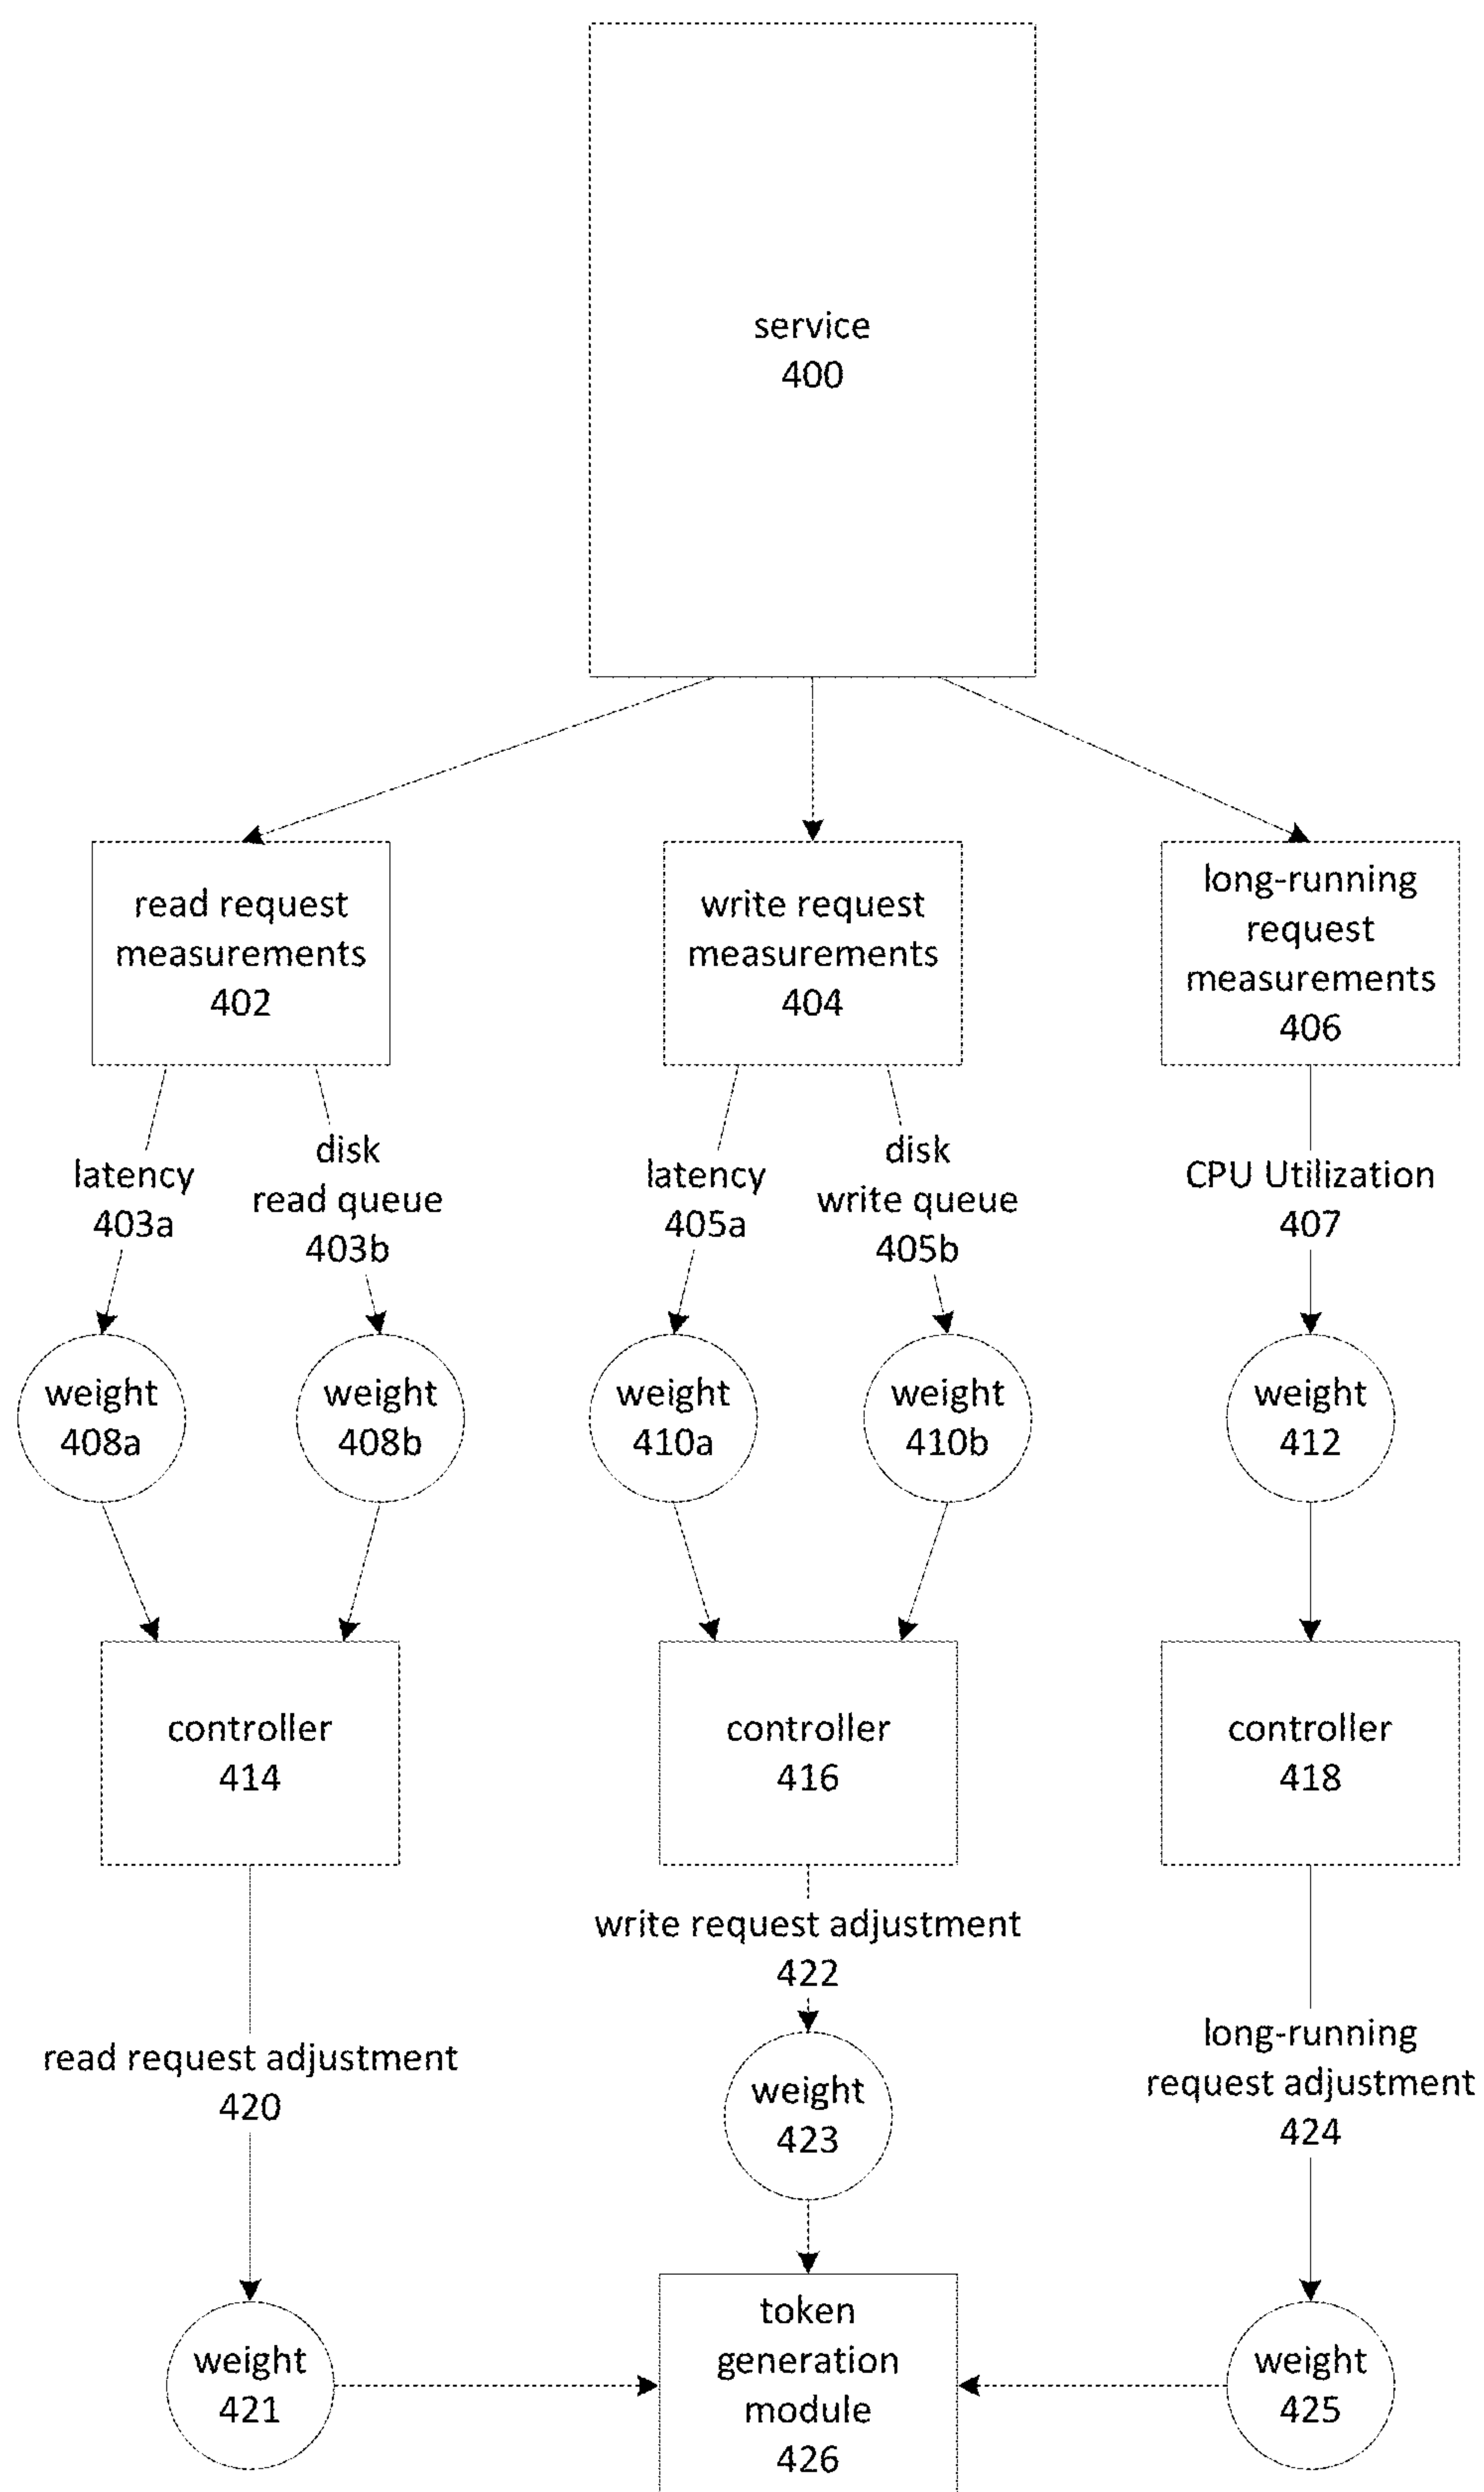 service
400
read request
measurements
402
write request
measurements
404
long-running
request
measurements
406
latency
403a
disk
read queue
403b
latency
405a
disk
write queue
405b
CPU Utilization
407
weight
408a
weight
408b
weight
410a
weight
410b
weight
412
controller
414
controller
416
controller
418
read request adjustment
420
write request adjustment
422
long-running
request adjustment
424
weight
423
weight
421
token
generation
module
426
weight
425